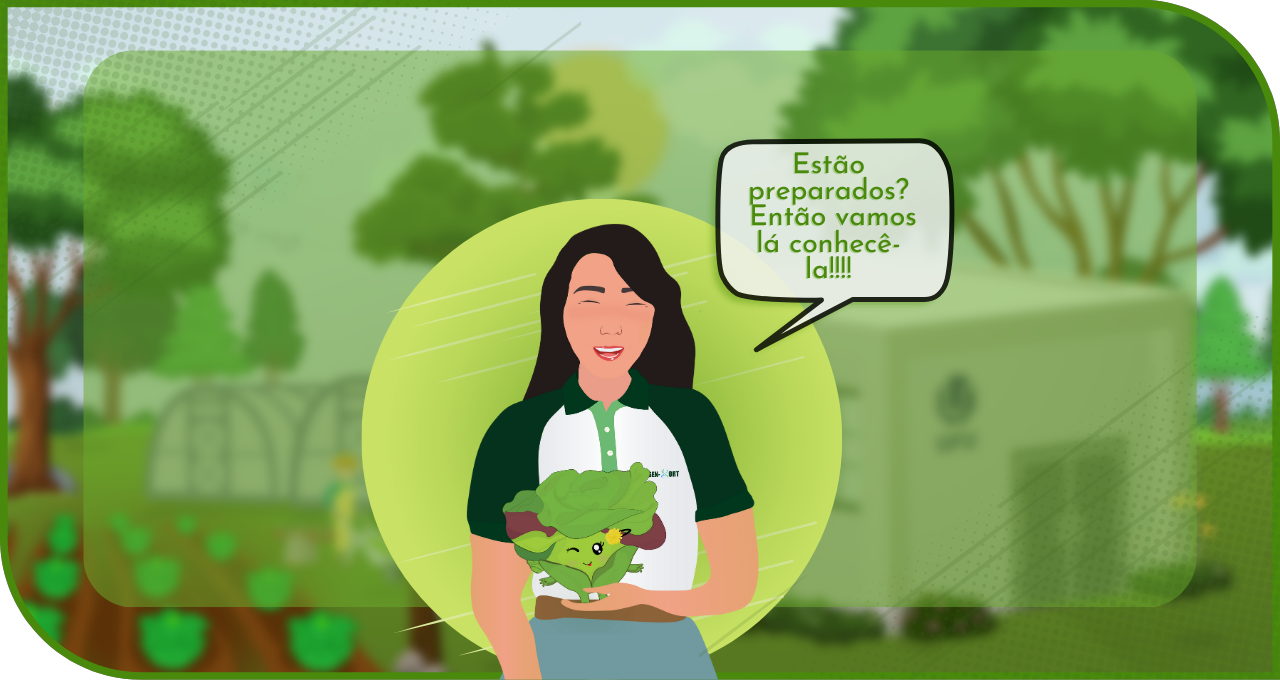 Estão
preparados?
Então vamos
lá conhecê-
la!!!!